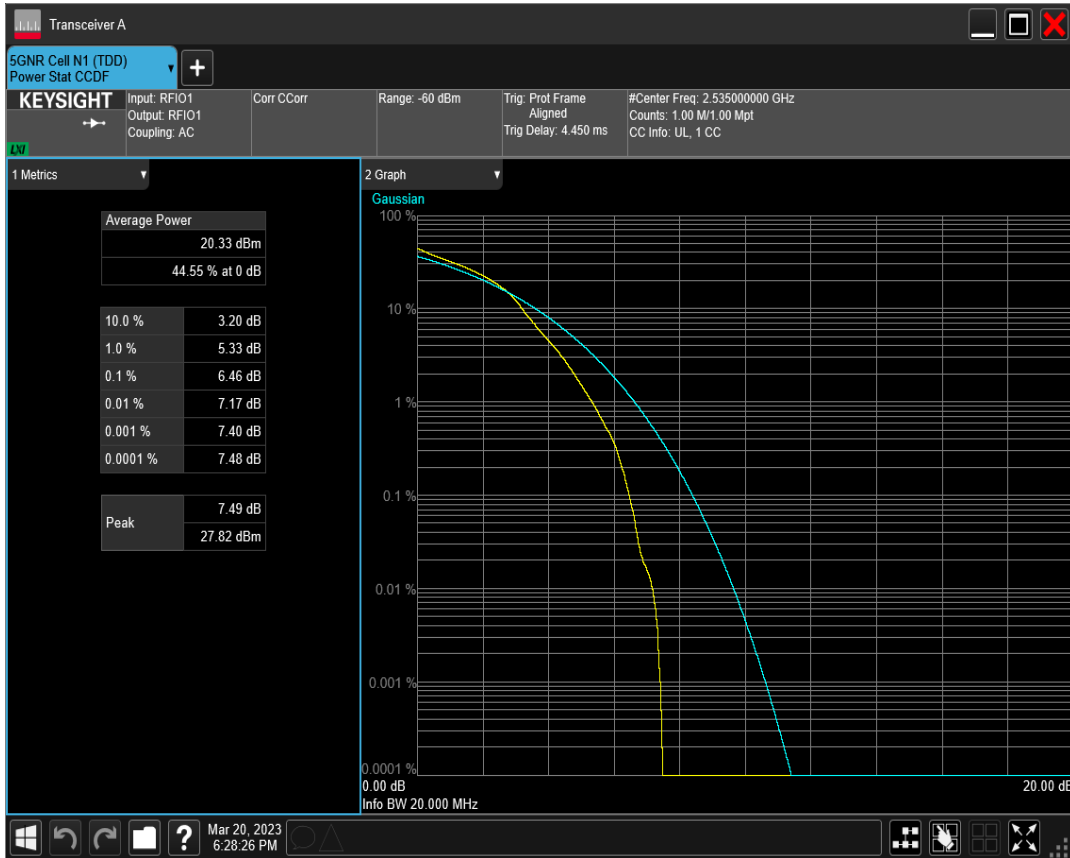 Transceiver A
5GNR Cell N1 (TDD)
Power Stat CCDF
+
KEYSIGHT
LXI
Input: RFIO1
Output: RFIO1
Coupling: AC
Corr CCorr
Range: -60 dBm
Trig: Prot Frame
Aligned
Trig Delay: 4.450 ms
#Center Freq: 2.535000000 GHz
Counts: 1.00 M/1.00 Mpt
CC Info: UL, 1 CC
1 Metrics
Average Power
20.33 dBm
44.55 % at 0 dB
10.0 % 3.20 dB
1.0 % 5.33 dB
0.1 % 6.46 dB
0.01 % 7.17 dB
0.001 % 7.40 dB
0.0001 % 7.48 dB
Peak 7.49 dB
27.82 dBm
2 Graph
Gaussian
100 %
10 %
1 %
0.1 %
0.01 %
0.001 %
0.0001 %
0.00 dB 20.00 dB
Info BW 20.000 MHz
?
Mar 20, 2023
6:28:26 PM